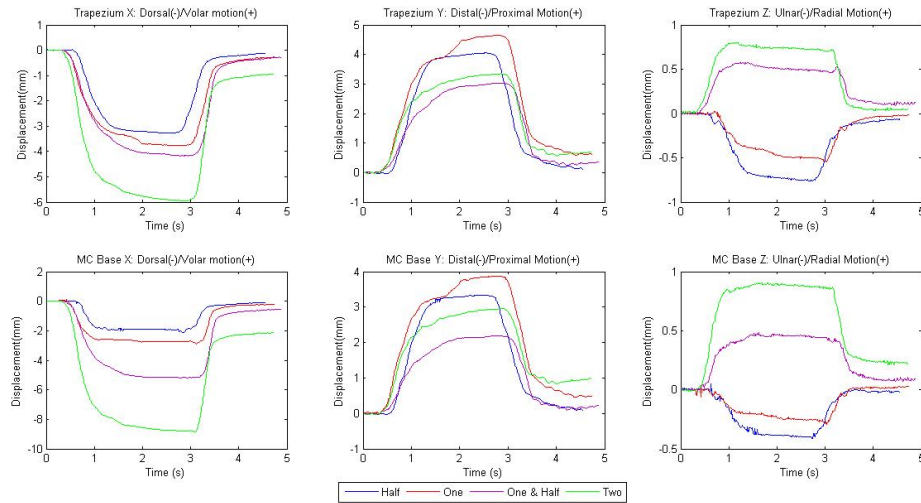 Trapezium X: Dorsal(-)/Volar motion(+)
Trapezium Y: Distal(-)/Proximal Motion(+)
Trapezium Z: Ulnar(-)/Radial Motion(+)
Displacement(mm)
1
0
-1
-2
-3
-4
-5
-6
0 1 2 3 4 5
Time (s)
Displacement(mm)
5
4
3
2
1
0
-1
0 1 2 3 4 5
Time (s)
Displacement(mm)
1
0.5
0
-0.5
-1
0 1 2 3 4 5
Time (s)
MC Base X: Dorsal(-)/Volar motion(+)
MC Base Y: Distal(-)/Proximal Motion(+)
MC Base Z: Ulnar(-)/Radial Motion(+)
Displacement(mm)
2
0
-2
-4
-6
-8
-10
0 1 2 3 4 5
Time (s)
Displacement(mm)
4
3
2
1
0
-1
0 1 2 3 4 5
Time (s)
Displacement(mm)
1
0.5
0
-0.5
0 1 2 3 4 5
Time (s)
Half One One & Half Two